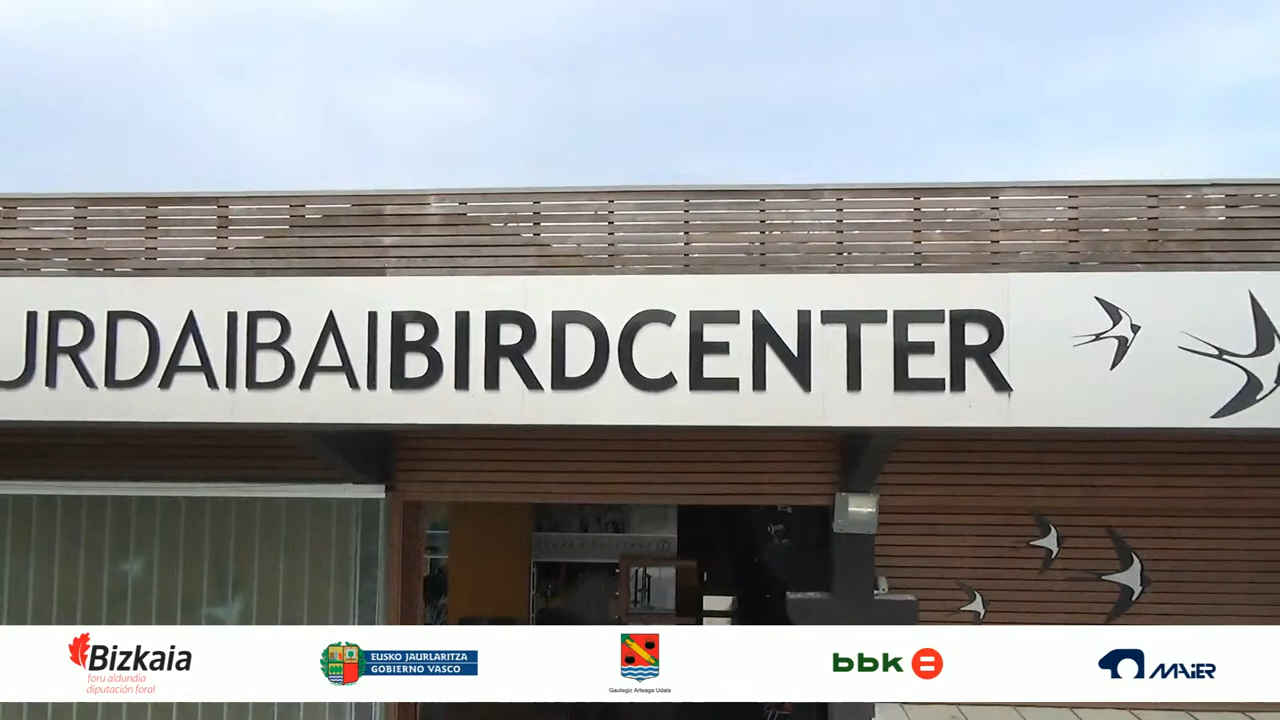 URDAIBAIBIRDCENTER
Bizkaia
foru aldundia
diputación foral
EUSKO JAURLARITZA
GOBIERNO VASCO
Gautegiz Arteaga Udala
bbk
MAIER